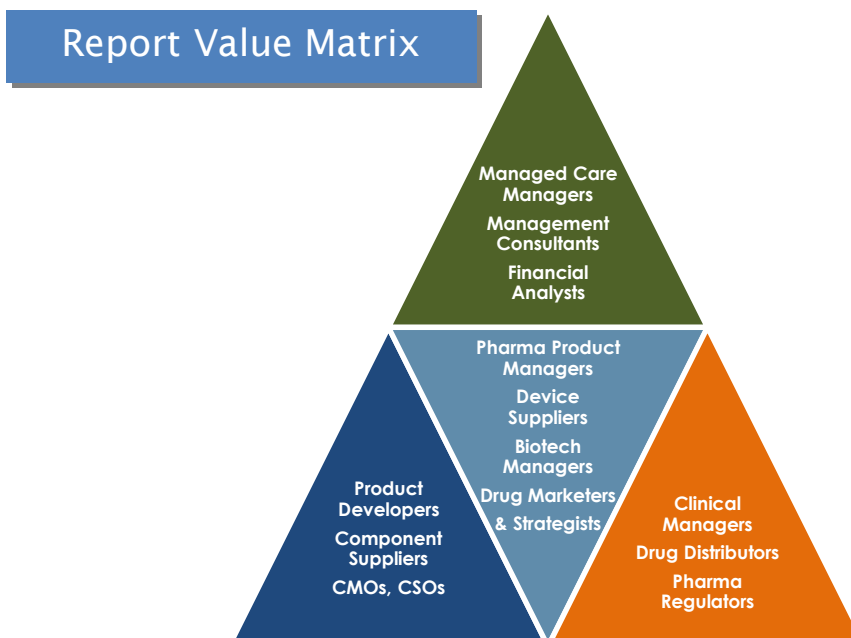 Report Value Matrix
Managed Care
Managers
Management
Consultants
Financial
Analysts
Pharma Product
Managers
Device
Suppliers
Biotech
Managers
Drug Marketers
& Strategists
Product
Developers
Component
Suppliers
CMOs, CSOs
Clinical
Managers
Drug Distributors
Pharma
Regulators